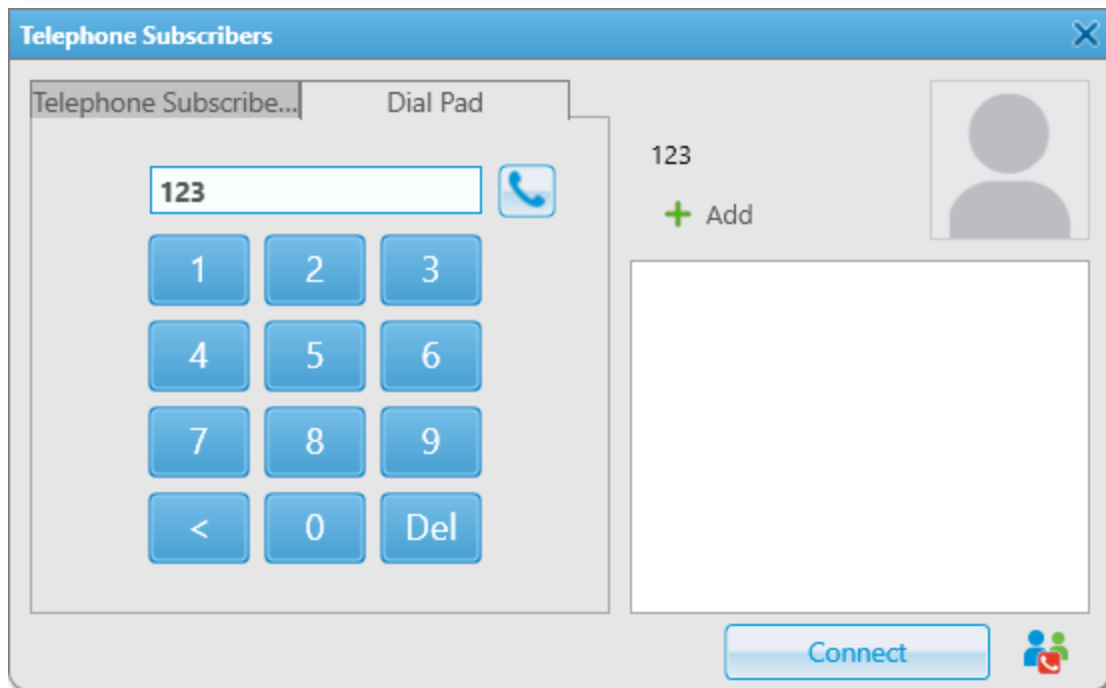 Telephone Subscribers
Telephone Subscribe...
Dial Pad
123
1 2 3
4 5 6
7 8 9
< 0 Del
123
Add
Connect